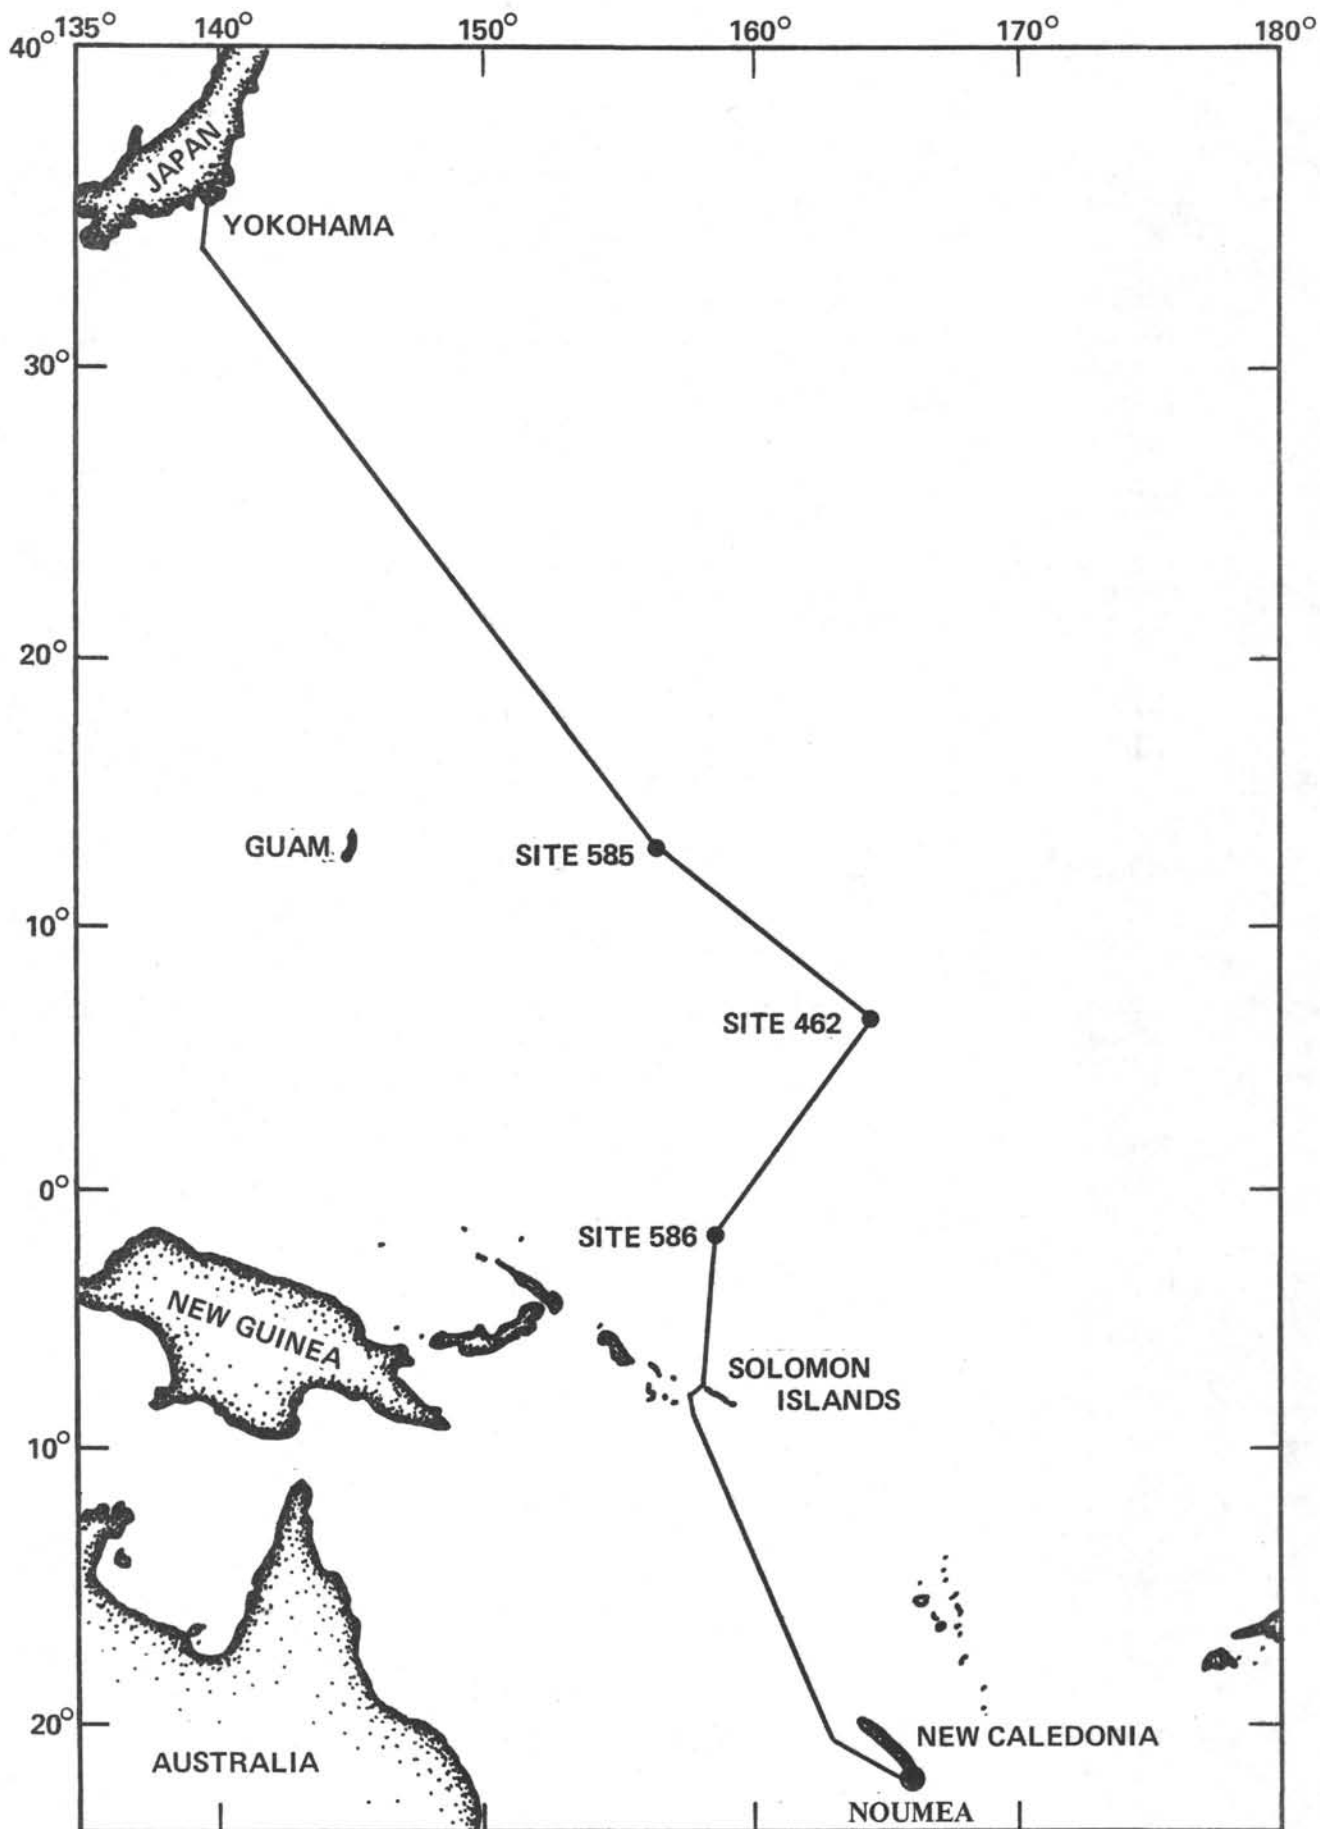 135° 140° 150° 160° 170° 180°
40°
JAPAN
YOKOHAMA
30°
20°
GUAM
SITE 585
10°
SITE 462
0°
SITE 586
NEW GUINEA
SOLOMON
ISLANDS
10°
20°
NEW CALEDONIA
AUSTRALIA
NOUMEA